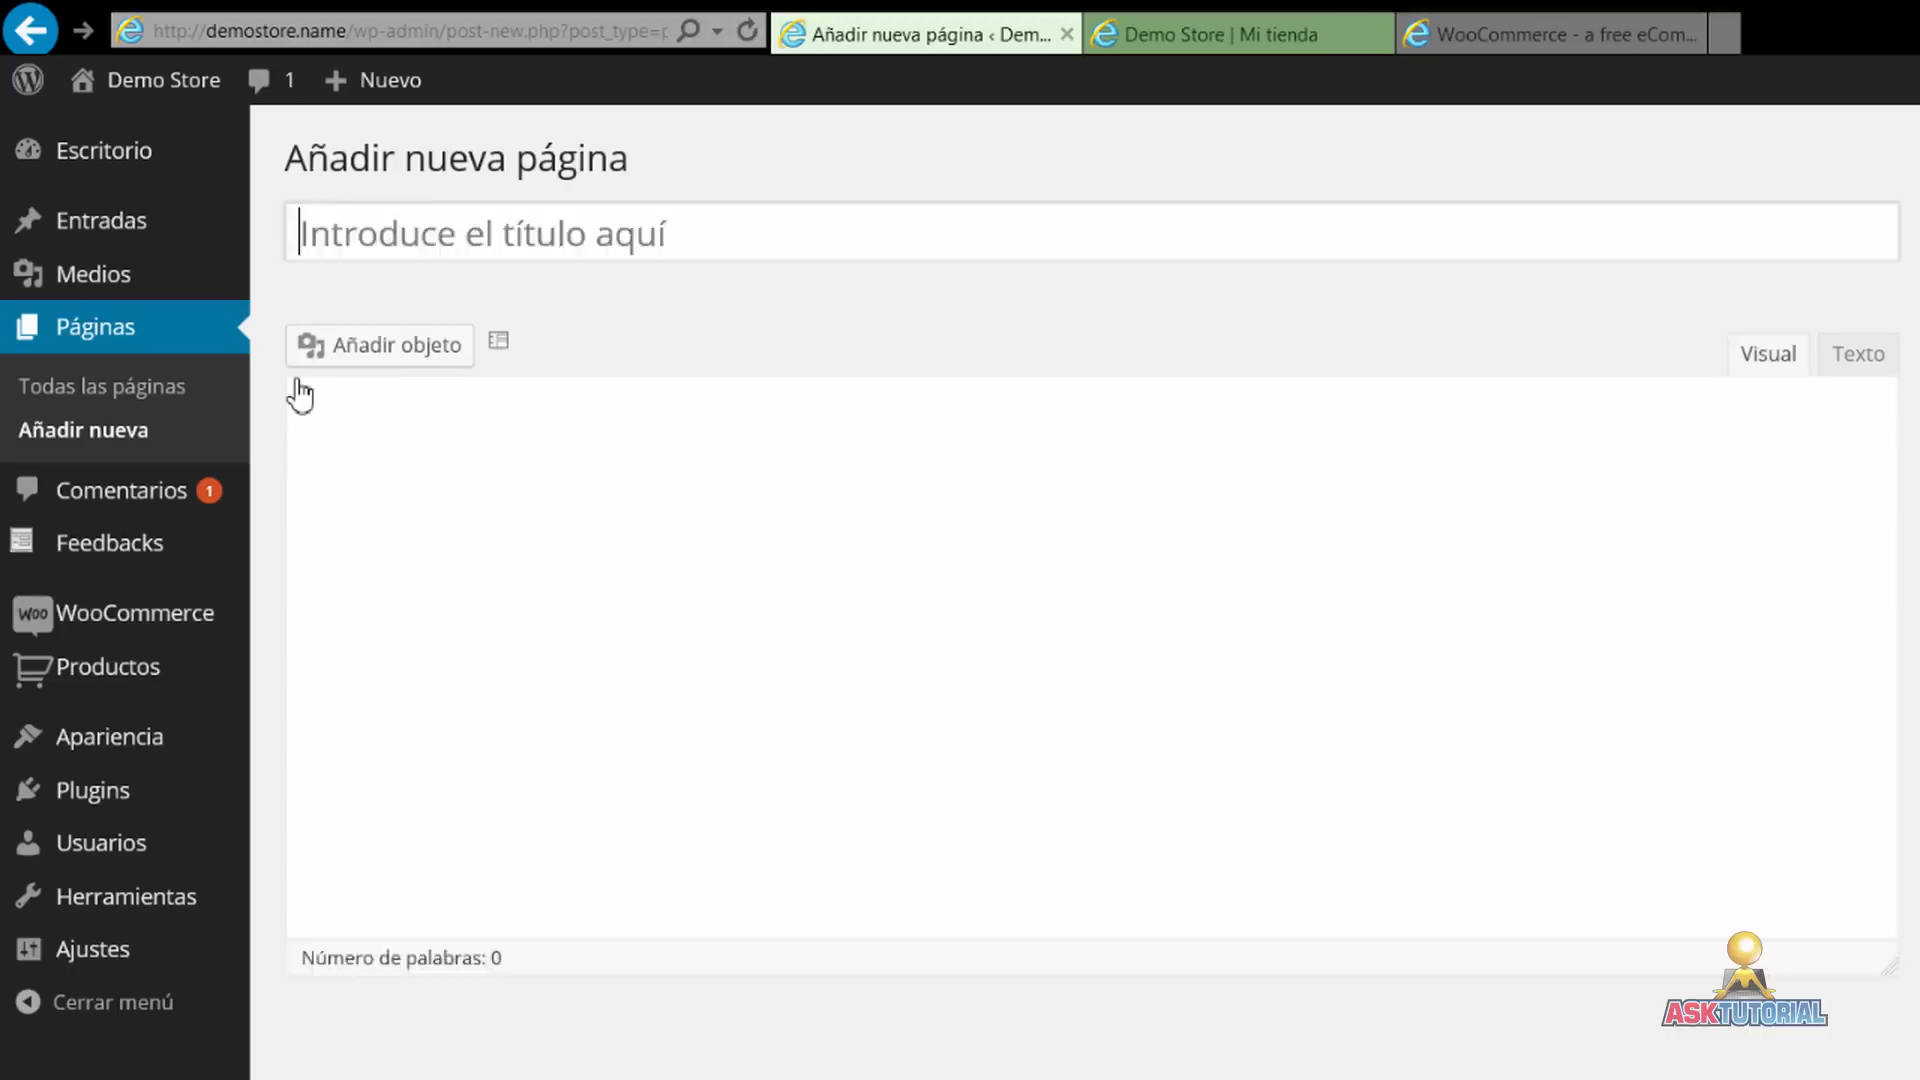 http://demostore.name/wp-admin/post-new.php?post_type=p
Añadir nueva página ‹ Dem...
Demo Store | Mi tienda
WooCommerce - a free eCom...
Demo Store
1
Nuevo
Escritorio
Entradas
Medios
Páginas
Todas las páginas
Añadir nueva
Comentarios 1
Feedbacks
Woo WooCommerce
Productos
Apariencia
Plugins
Usuarios
Herramientas
Ajustes
Cerrar menú
Añadir nueva página
Introduce el título aquí
Añadir objeto
Visual
Texto
Número de palabras: 0
ASKTUTORIAL